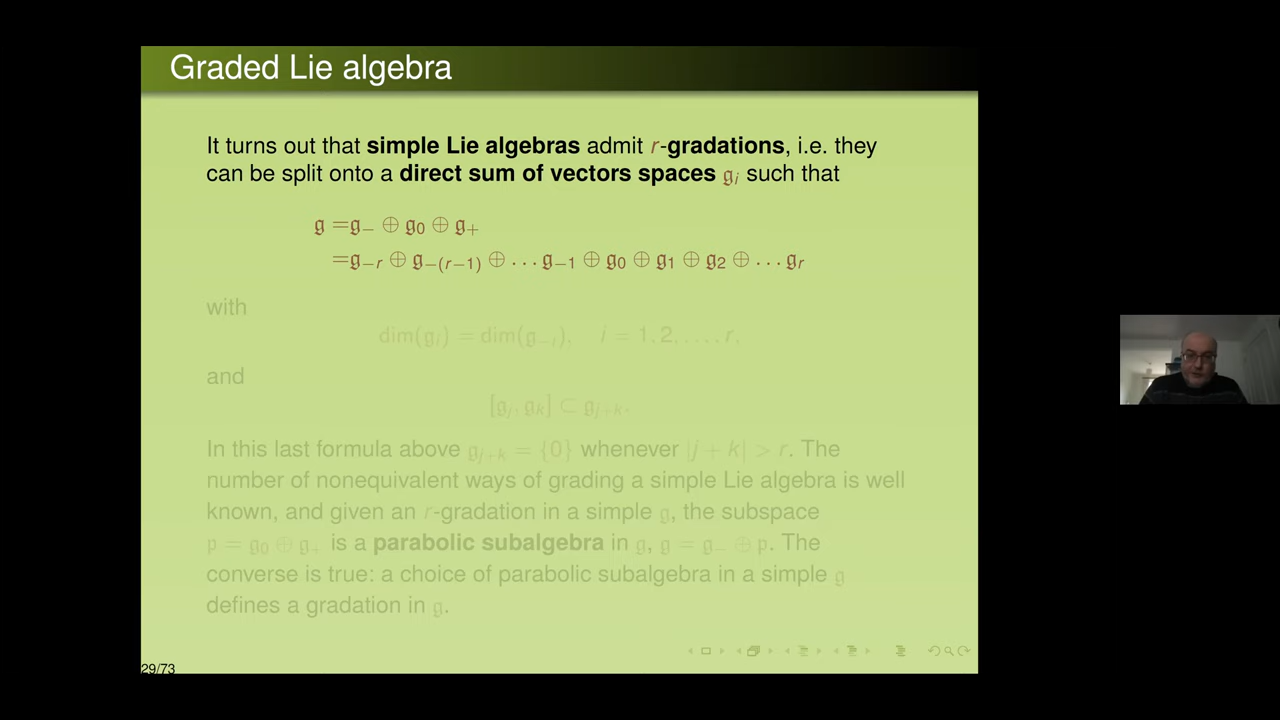 Graded Lie algebra
It turns out that simple Lie algebras admit r-gradations, i.e. they
can be split onto a direct sum of vectors spaces 𝔤ᵢ such that
𝔤 =𝔤₋ ⊕ 𝔤₀ ⊕ 𝔤₊
=𝔤₋ᵣ ⊕ 𝔤₋₍ᵣ₋₁₎ ⊕ . . . 𝔤₋₁ ⊕ 𝔤₀ ⊕ 𝔤₁ ⊕ 𝔤₂ ⊕ . . . 𝔤ᵣ
with
dim(𝔤ᵢ) = dim(𝔤₋ᵢ), i = 1, 2, . . . , r,
and
[𝔤ⱼ, 𝔤ₖ] ⊂ 𝔤ⱼ₊ₖ.
In this last formula above 𝔤ⱼ₊ₖ = {0} whenever |j + k| > r. The
number of nonequivalent ways of grading a simple Lie algebra is well
known, and given an r-gradation in a simple 𝔤, the subspace
𝔭 = 𝔤₀ ⊕ 𝔤₊ is a parabolic subalgebra in 𝔤, 𝔤 = 𝔤₋ ⊕ 𝔭. The
converse is true: a choice of parabolic subalgebra in a simple 𝔤
defines a gradation in 𝔤.
29/73